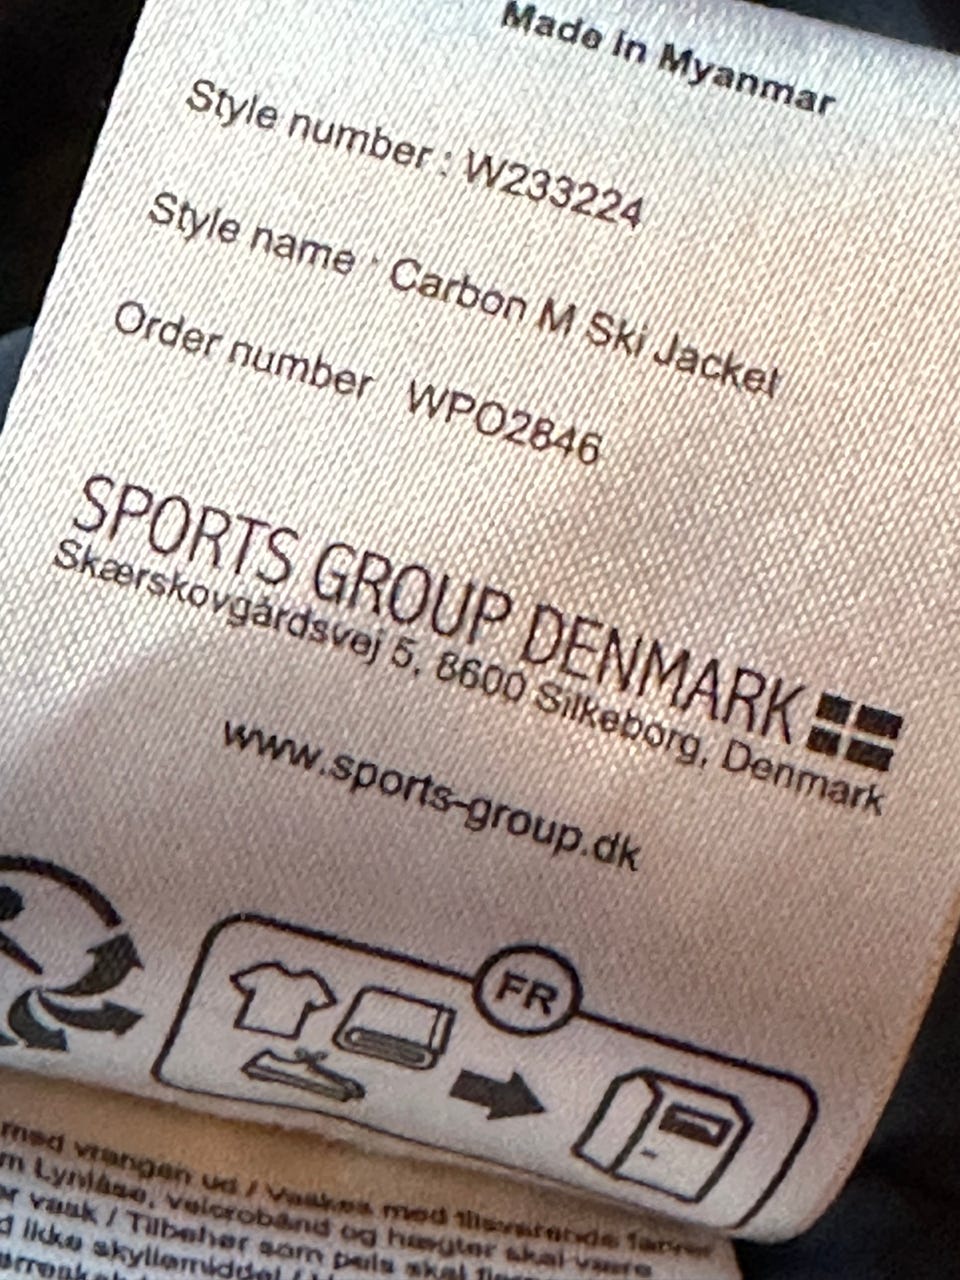 Made in Myanmar
Style number : W233224
Style name : Carbon M Ski Jacket
Order number WPO2846
SPORTS GROUP DENMARK
Skærskovgårdsvej 5, 8600 Silkeborg, Denmark
www.sports-group.dk
FR
med vrangen ud / Vaskes med tilsvarende farver
m Lynlåse, velcrobånd og hægter skal være
r vask / Tilbehør som pels skal
d ikke skyllemiddel /